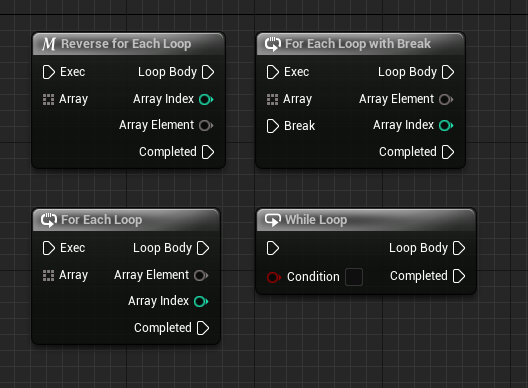 Reverse for Each Loop
Exec Loop Body
Array Array Index
Array Element
Completed
For Each Loop with Break
Exec Loop Body
Array Array Element
Break Array Index
Completed
For Each Loop
Exec Loop Body
Array Array Element
Array Index
Completed
While Loop
Loop Body
Condition Completed